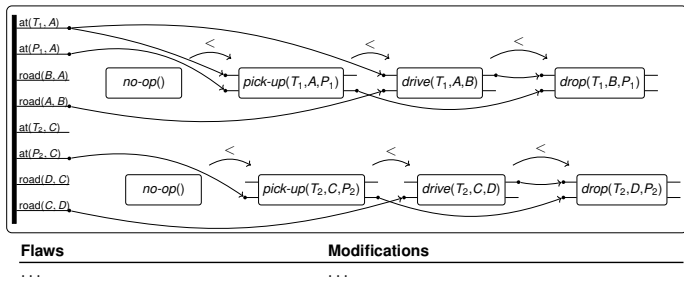 at(T1, A)
at(P1, A)
road(B, A)
road(A, B)
at(T2, C)
at(P2, C)
road(D, C)
road(C, D)
< < <
no-op() pick-up(T1,A,P1) drive(T1,A,B) drop(T1,B,P1)
< < <
no-op() pick-up(T2,C,P2) drive(T2,C,D) drop(T2,D,P2)
Flaws Modifications
. . . . . .